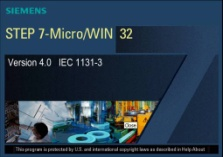 SIEMENS
STEP 7-Micro/WIN 32
Version 4.0 IEC 1131-3
Close
This program is protected by U.S. and international copyright laws as described in Help About